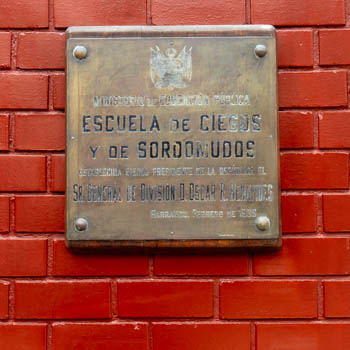 MINISTERIO DE EDUCACION PUBLICA
ESCUELA DE CIEGOS
Y DE SORDOMUDOS
ESTABLECIDA SIENDO PRESIDENTE DE LA REPUBLICA EL
SR. GENERAL DE DIVISION D. OSCAR R. BENAVIDES
BARRANCO, FEBRERO DE